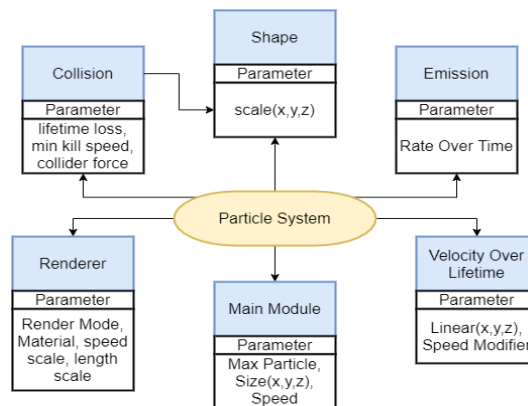 Shape
Parameter
scale(x,y,z)
Collision
Parameter
lifetime loss,
min kill speed,
collider force
Emission
Parameter
Rate Over Time
Particle System
Renderer
Parameter
Render Mode,
Material, speed
scale, length
scale
Main Module
Parameter
Max Particle,
Size(x,y,z),
Speed
Velocity Over
Lifetime
Parameter
Linear(x,y,z),
Speed Modifier